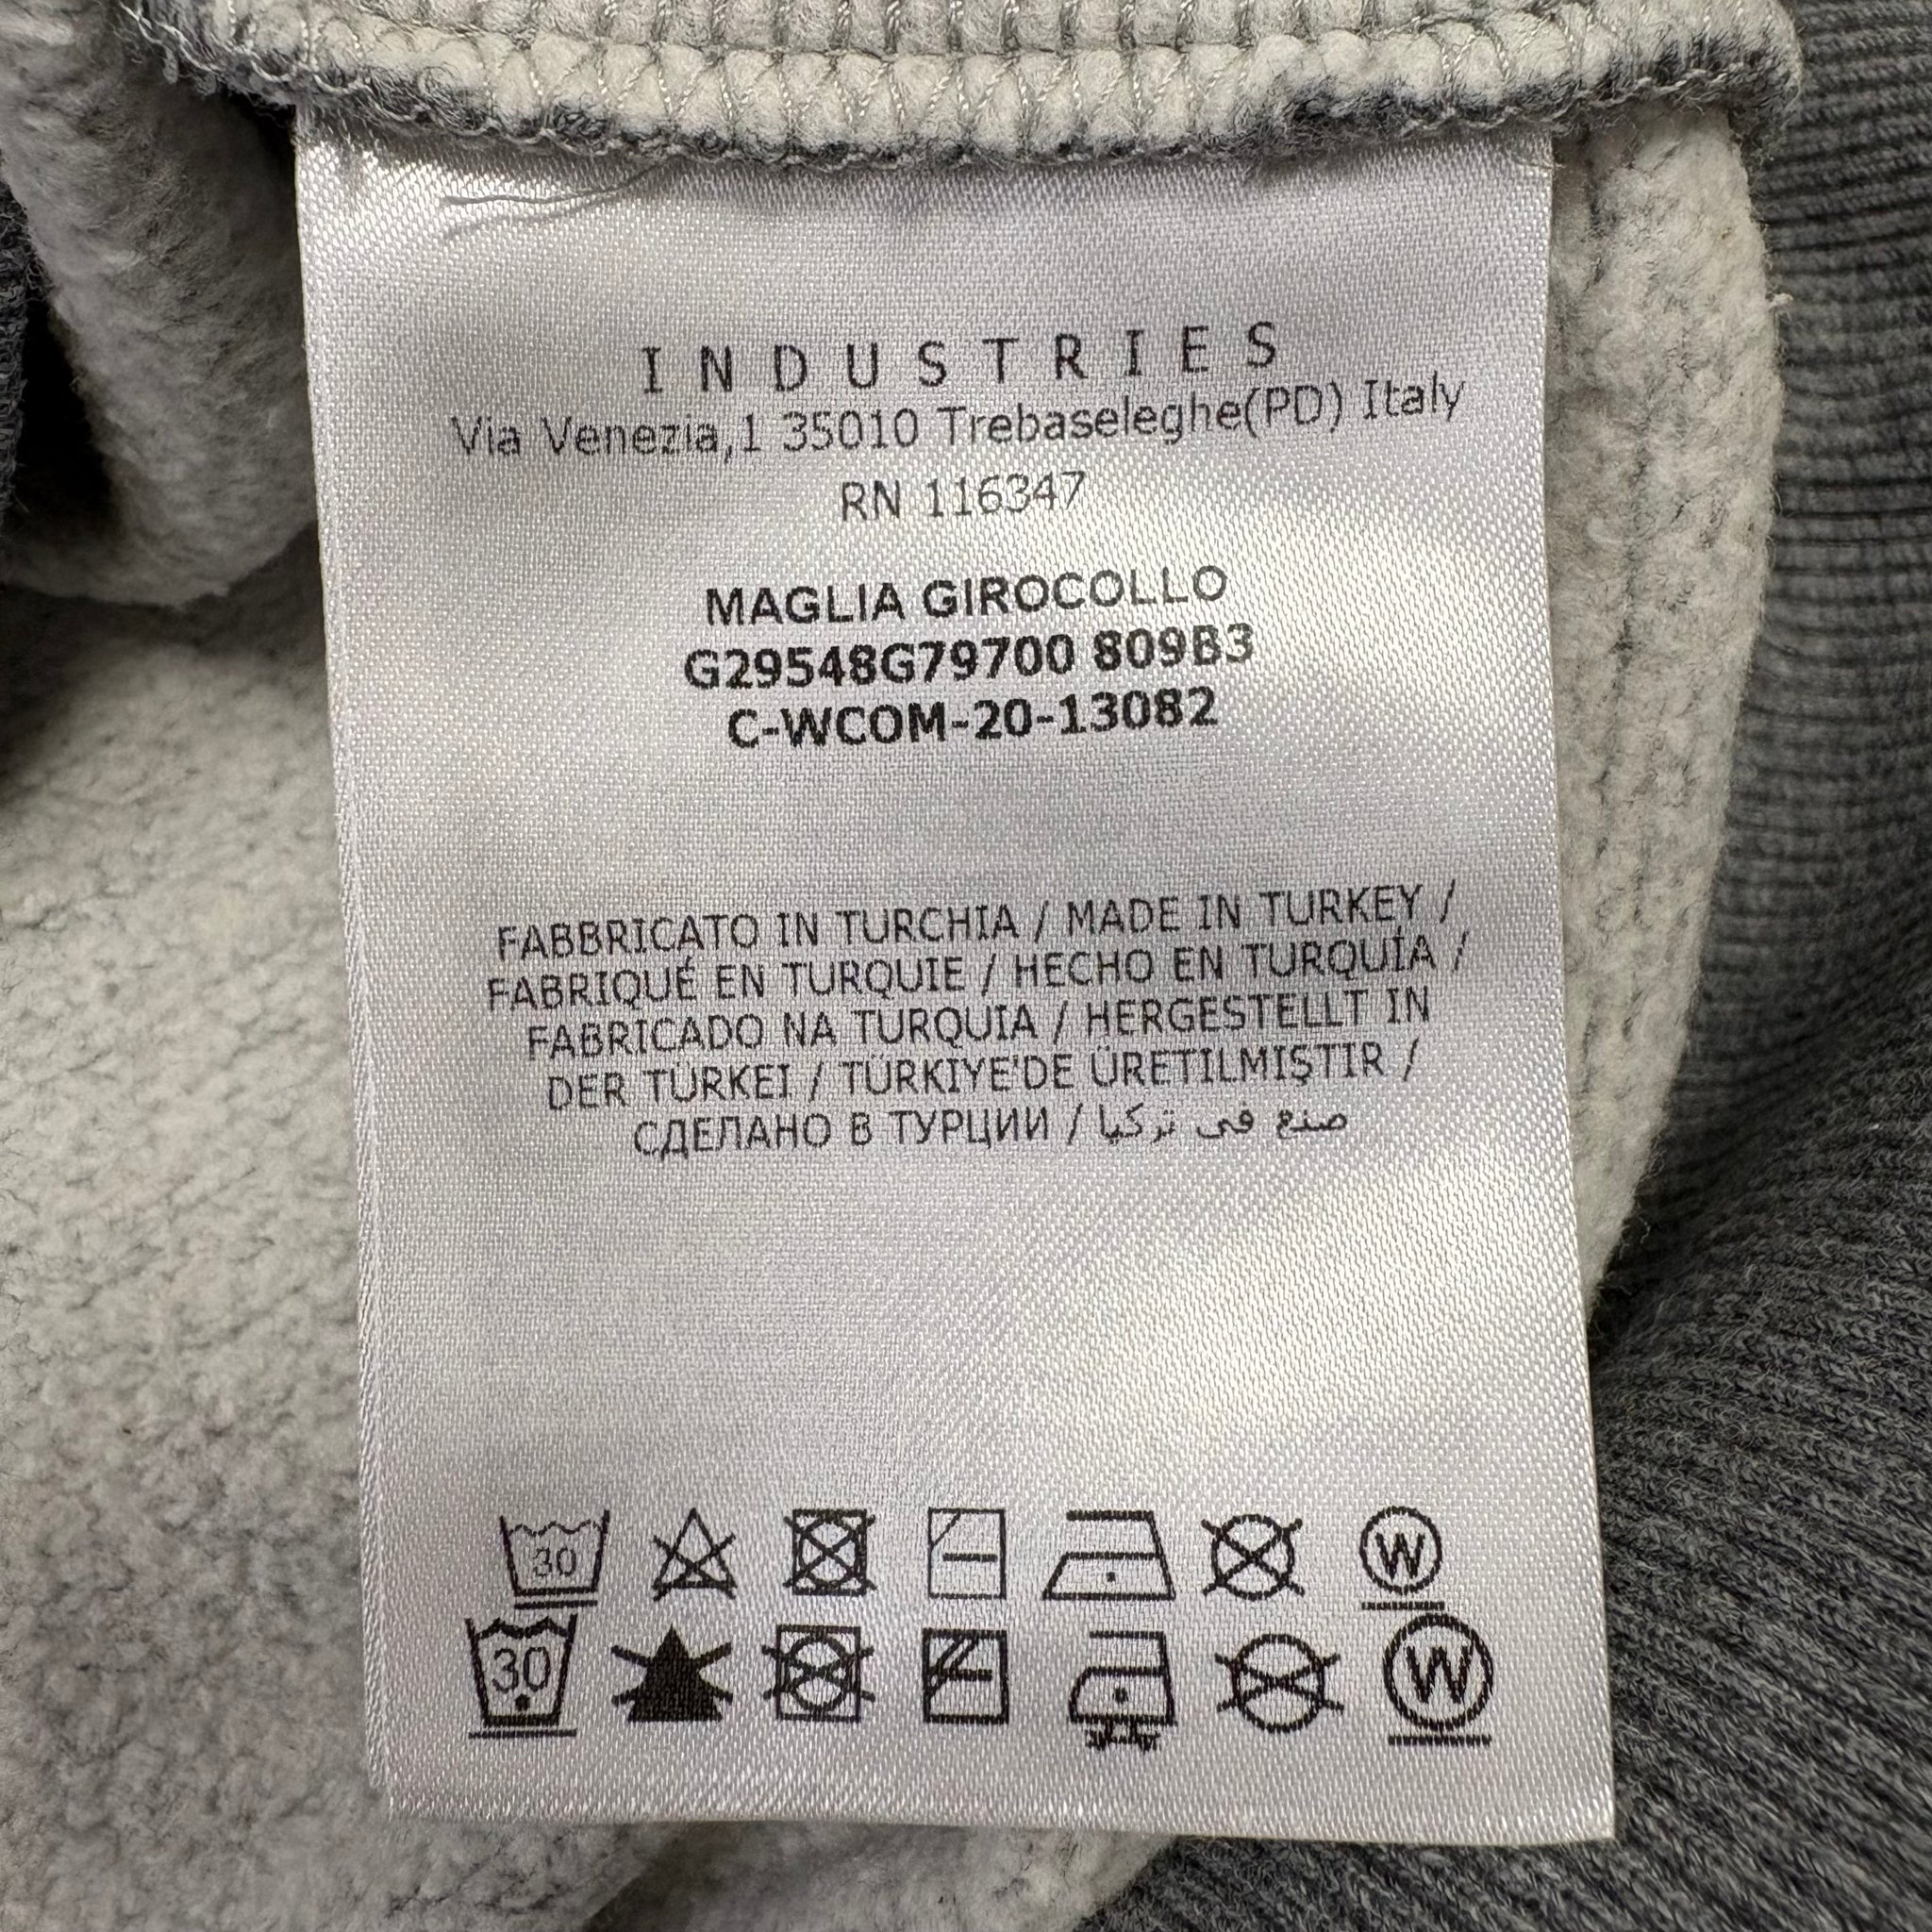 INDUSTRIES
Via Venezia,1 35010 Trebaseleghe(PD) Italy
RN 116347
MAGLIA GIROCOLLO
G29548G79700 809B3
C-WCOM-20-13082
FABBRICATO IN TURCHIA / MADE IN TURKEY /
FABRIQUÉ EN TURQUIE / HECHO EN TURQUÍA /
FABRICADO NA TURQUIA / HERGESTELLT IN
DER TÜRKEI / TÜRKIYE'DE ÜRETILMIŞTIR /
СДЕЛАНО В ТУРЦИИ / صنع في تركيا
30 W
30 W